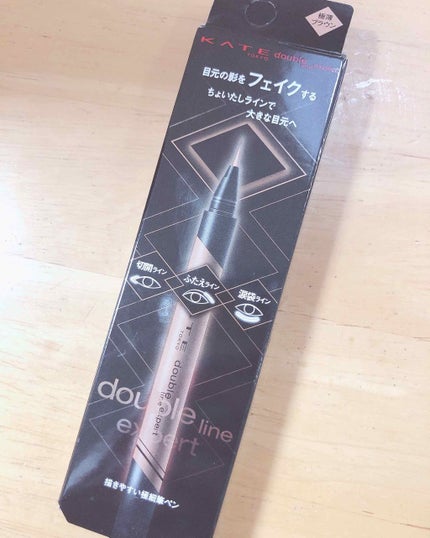 極薄
ブラウン
KATE
TOKYO
double line expert
目元の影をフェイクする
ちょいたしラインで
大きな目元へ
切開ライン
ふたえライン
涙袋ライン
TOKYO
double
line expert
double line
expert
描きやすい極細筆ペン